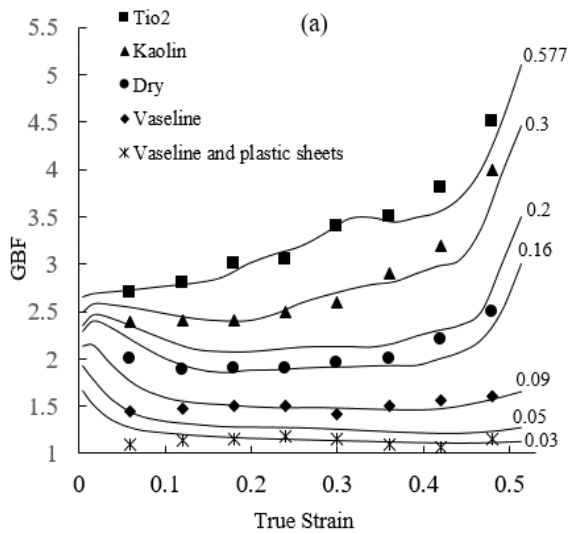 (a)
Tio2
Kaolin
Dry
Vaseline
Vaseline and plastic sheets
5.5
5
4.5
4
3.5
3
2.5
2
1.5
1
GBF
0.577
0.3
0.2
0.16
0.09
0.05
0.03
0
0.1
0.2
0.3
0.4
0.5
True Strain